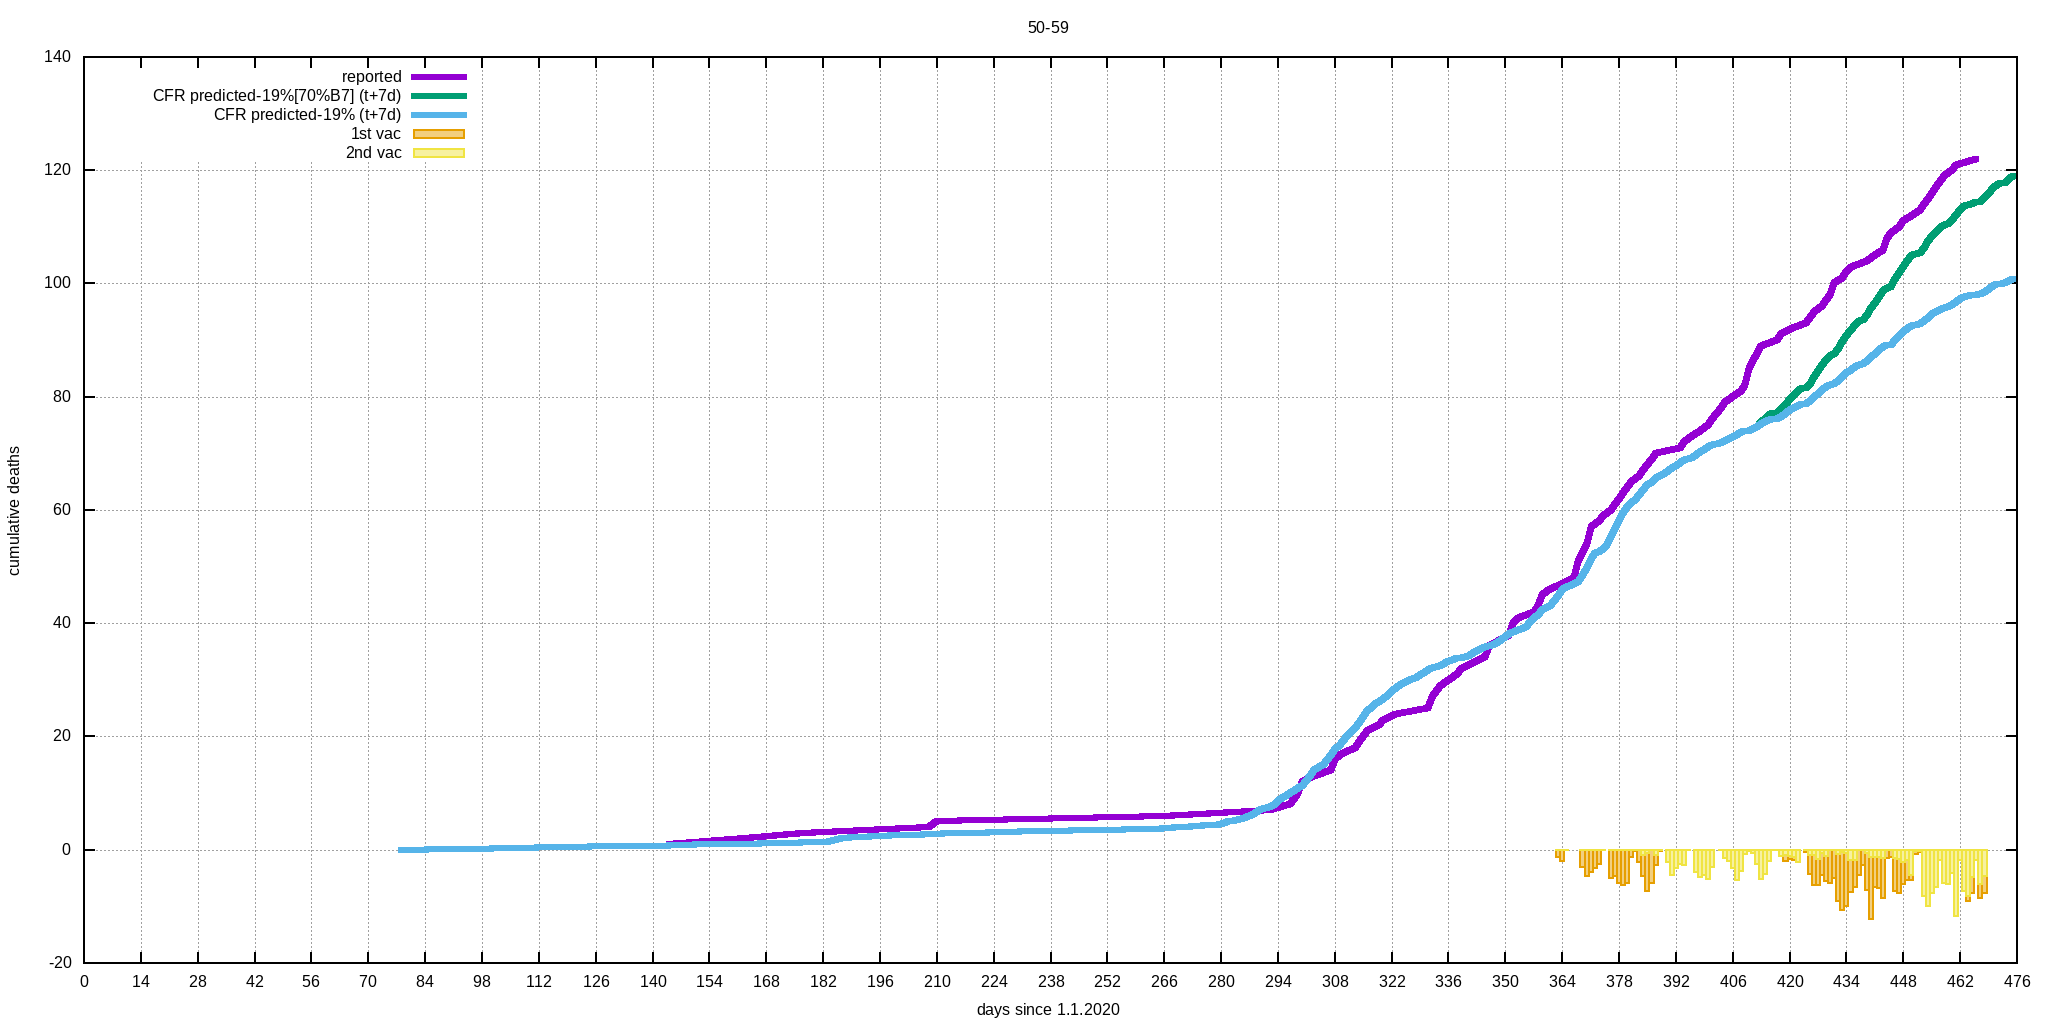 50-59
140
120
100
80
60
40
20
0
-20
cumulative deaths
reported
CFR predicted-19%[70%B7] (t+7d)
CFR predicted-19% (t+7d)
1st vac
2nd vac
0 14 28 42 56 70 84 98 112 126 140 154 168 182 196 210 224 238 252 266 280 294 308 322 336 350 364 378 392 406 420 434 448 462 476
days since 1.1.2020